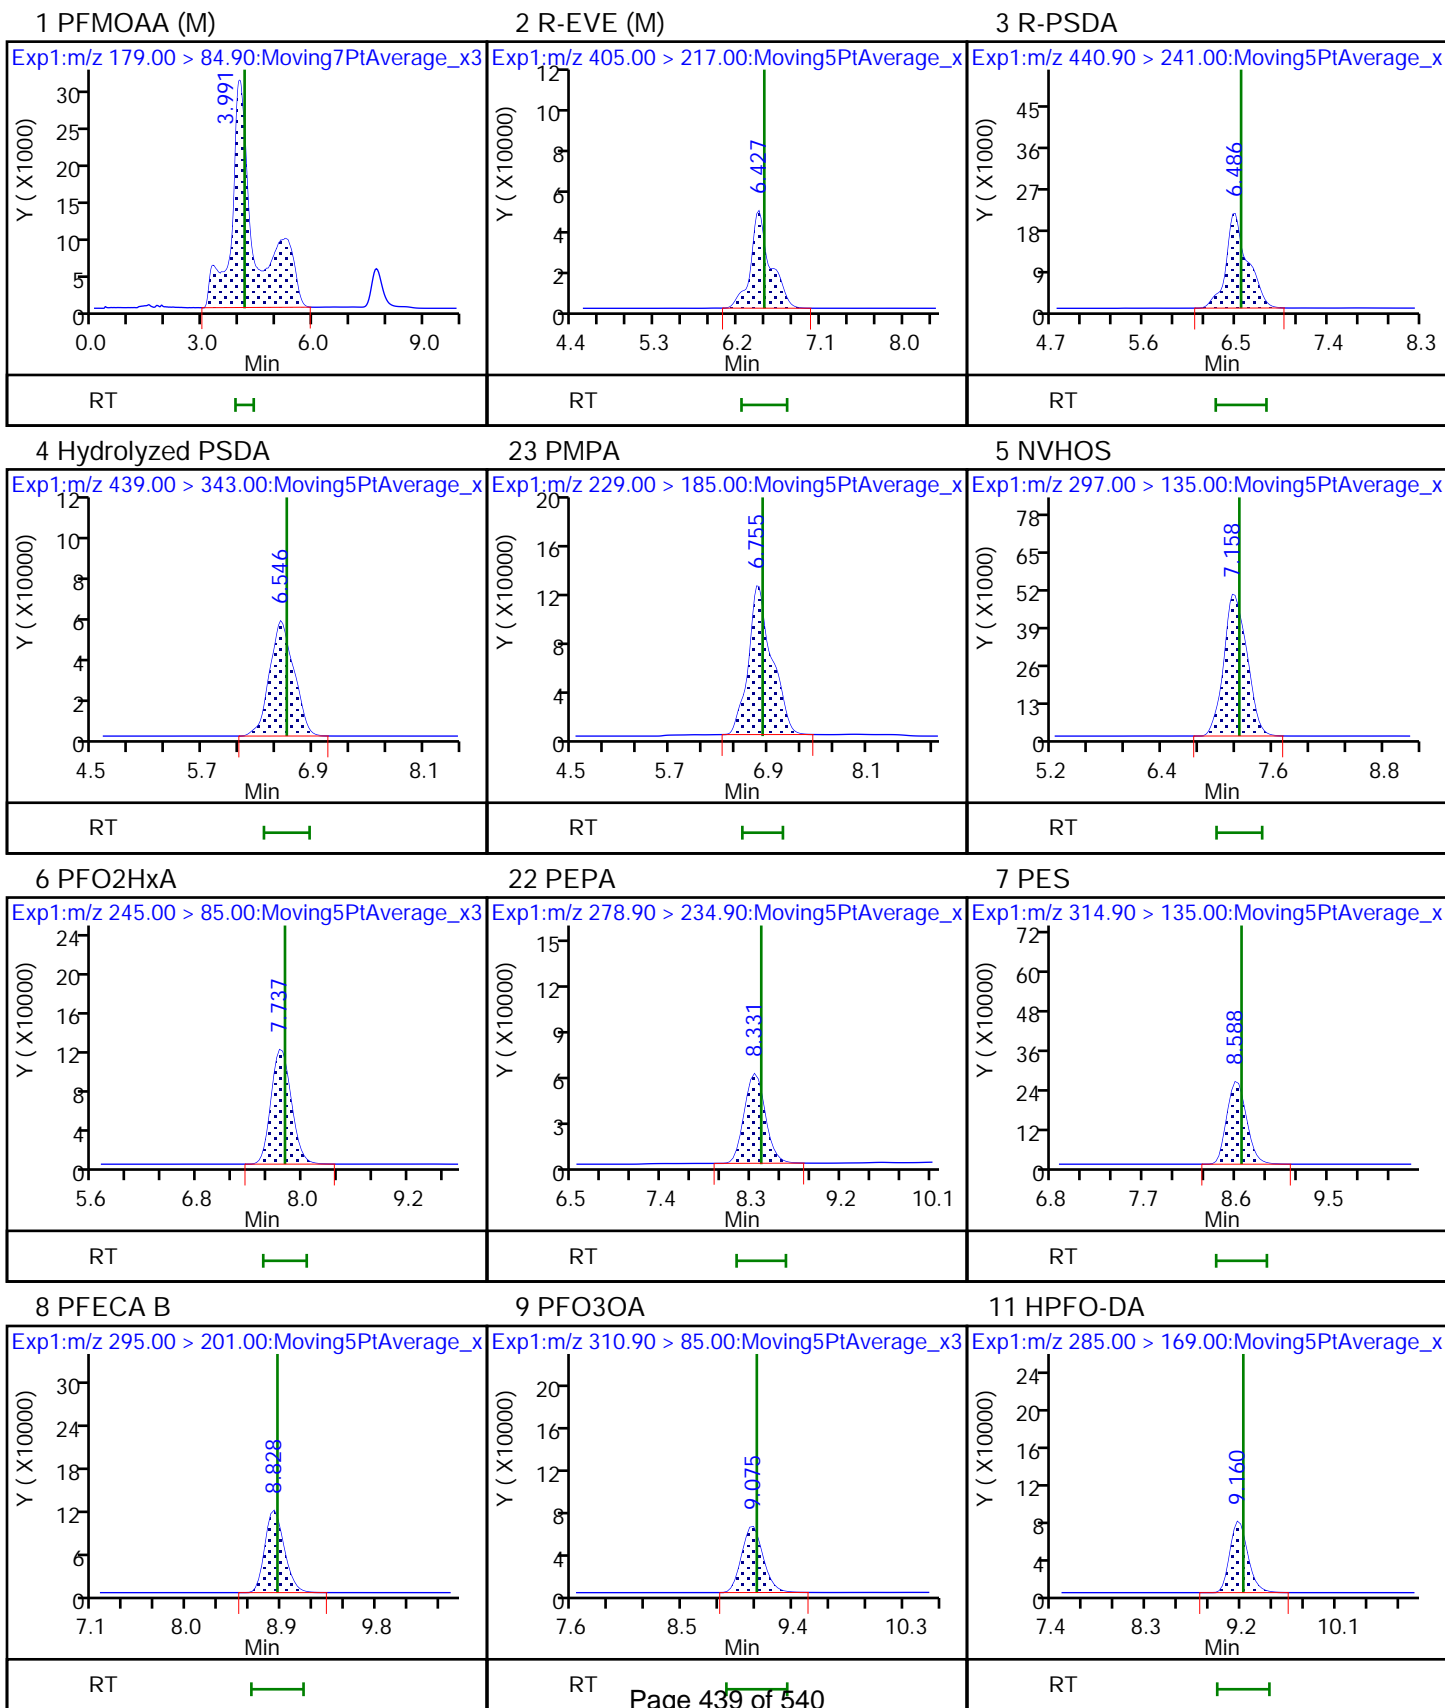 1 PFMOAA (M)
Exp1:m/z 179.00 > 84.90:Moving7PtAverage_x3
3.991
Y ( X1000)
30
25
20
15
10
5
0
0.0 3.0 6.0 9.0
Min
RT
2 R-EVE (M)
Exp1:m/z 405.00 > 217.00:Moving5PtAverage_x
6.427
Y ( X10000)
12
10
8
6
4
2
0
4.4 5.3 6.2 7.1 8.0
Min
RT
3 R-PSDA
Exp1:m/z 440.90 > 241.00:Moving5PtAverage_x
6.486
Y ( X1000)
45
36
27
18
9
0
4.7 5.6 6.5 7.4 8.3
Min
RT
4 Hydrolyzed PSDA
Exp1:m/z 439.00 > 343.00:Moving5PtAverage_x
6.546
Y ( X10000)
12
10
8
6
4
2
0
4.5 5.7 6.9 8.1
Min
RT
23 PMPA
Exp1:m/z 229.00 > 185.00:Moving5PtAverage_x
6.755
Y ( X10000)
20
16
12
8
4
0
4.5 5.7 6.9 8.1
Min
RT
5 NVHOS
Exp1:m/z 297.00 > 135.00:Moving5PtAverage_x
7.158
Y ( X1000)
78
65
52
39
26
13
0
5.2 6.4 7.6 8.8
Min
RT
6 PFO2HxA
Exp1:m/z 245.00 > 85.00:Moving5PtAverage_x3
7.737
Y ( X10000)
24
20
16
12
8
4
0
5.6 6.8 8.0 9.2
Min
RT
22 PEPA
Exp1:m/z 278.90 > 234.90:Moving5PtAverage_x
8.331
Y ( X10000)
15
12
9
6
3
0
6.5 7.4 8.3 9.2 10.1
Min
RT
7 PES
Exp1:m/z 314.90 > 135.00:Moving5PtAverage_x
8.588
Y ( X10000)
72
60
48
36
24
12
0
6.8 7.7 8.6 9.5
Min
RT
8 PFECA B
Exp1:m/z 295.00 > 201.00:Moving5PtAverage_x
8.828
Y ( X10000)
30
24
18
12
6
0
7.1 8.0 8.9 9.8
Min
RT
9 PFO3OA
Exp1:m/z 310.90 > 85.00:Moving5PtAverage_x3
9.075
Y ( X10000)
20
16
12
8
4
0
7.6 8.5 9.4 10.3
Min
RT
11 HPFO-DA
Exp1:m/z 285.00 > 169.00:Moving5PtAverage_x
9.160
Y ( X10000)
24
20
16
12
8
4
0
7.4 8.3 9.2 10.1
Min
RT
Page 439 of 540